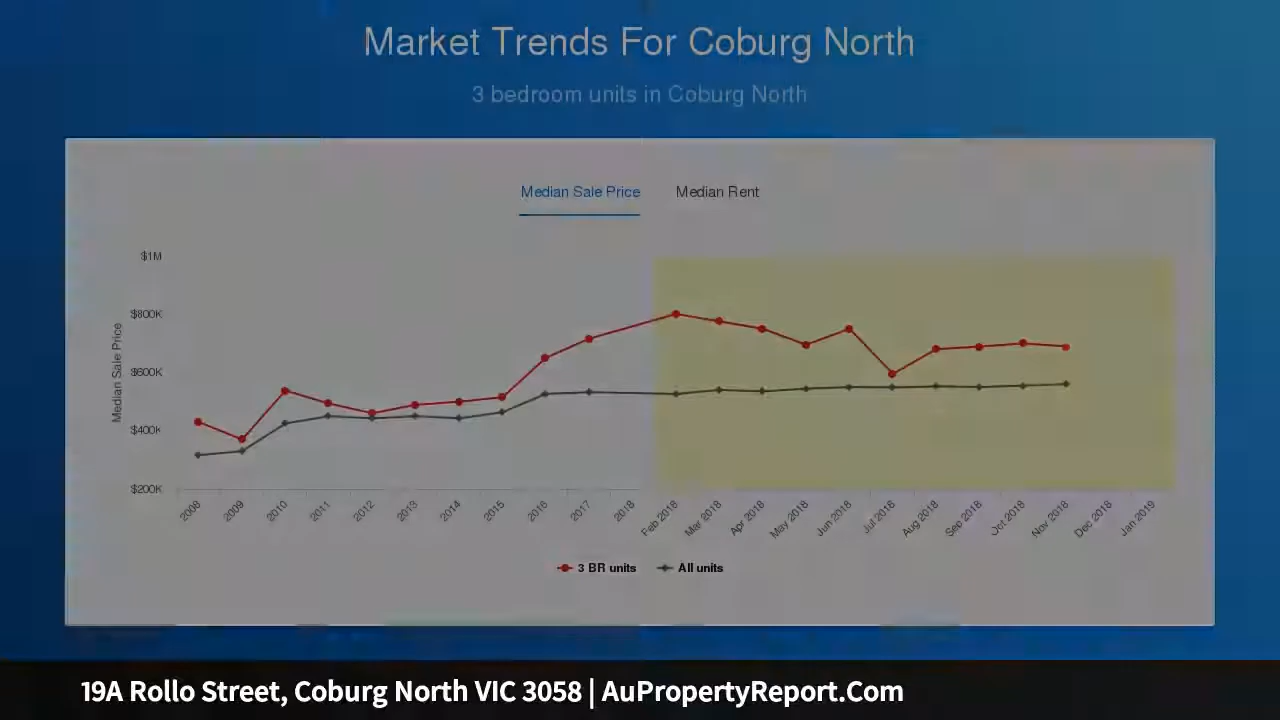 Market Trends For Coburg North
3 bedroom units in Coburg North
Median Sale Price Median Rent
$1M
$800K
$600K
$400K
$200K
Median Sale Price
2008 2009 2010 2011 2012 2013 2014 2015 2016 2017 2018 Feb 2018 Mar 2018 Apr 2018 May 2018 Jun 2018 Jul 2018 Aug 2018 Sep 2018 Oct 2018 Nov 2018 Dec 2018 Jan 2019
3 BR units All units
19A Rollo Street, Coburg North VIC 3058 | AuPropertyReport.Com